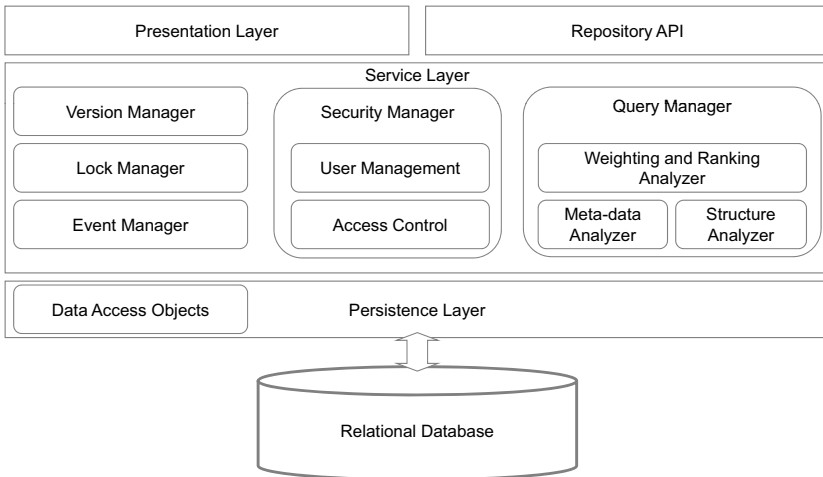 Presentation Layer
Repository API
Service Layer
Version Manager
Security Manager
Query Manager
Lock Manager
User Management
Weighting and Ranking
Analyzer
Event Manager
Access Control
Meta-data
Analyzer
Structure
Analyzer
Data Access Objects
Persistence Layer
Relational Database